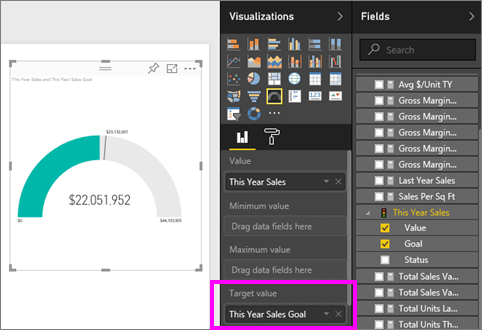 This Year Sales and This Year Sales Goal
$23,132,601
$22,051,952
$0
$44,103,905
Visualizations
Value
This Year Sales
Minimum value
Drag data fields here
Maximum value
Drag data fields here
Target value
This Year Sales Goal
Fields
Search
Avg $/Unit TY
Gross Margin...
Gross Margin...
Gross Margin...
Gross Margin...
Last Year Sales
Sales Per Sq Ft
This Year Sales
Value
Goal
Status
Total Sales Va...
Total Sales Va...
Total Units La...
Total Units Th...